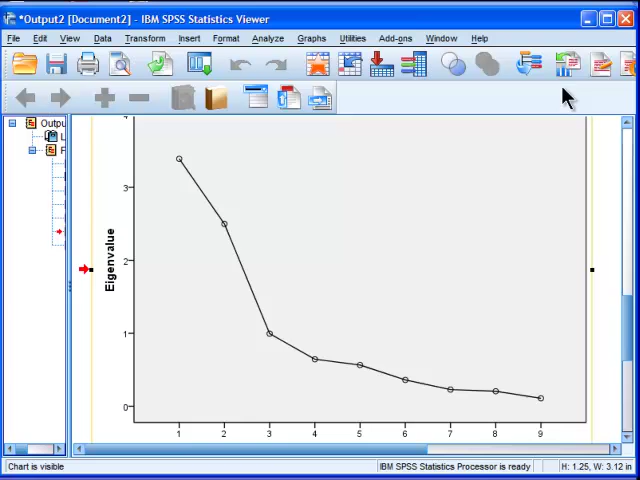 *Output2 [Document2] - IBM SPSS Statistics Viewer
File Edit View Data Transform Insert Format Analyze Graphs Utilities Add-ons Window Help
Outpu
L
F
4
3
2
1
0
Eigenvalue
1 2 3 4 5 6 7 8 9
Chart is visible
IBM SPSS Statistics Processor is ready
H: 1.25, W: 3.12 in